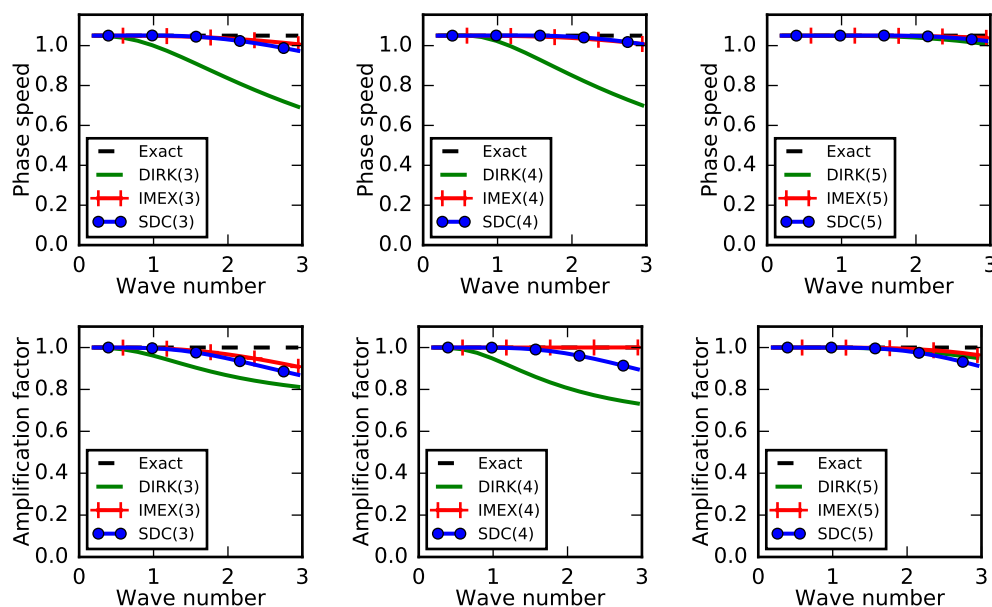 Phase speed
1.0
0.8
0.6
0.4
0.2
0.0
Exact
DIRK(3)
IMEX(3)
SDC(3)
0 1 2 3
Wave number
Phase speed
1.0
0.8
0.6
0.4
0.2
0.0
Exact
DIRK(4)
IMEX(4)
SDC(4)
0 1 2 3
Wave number
Phase speed
1.0
0.8
0.6
0.4
0.2
0.0
Exact
DIRK(5)
IMEX(5)
SDC(5)
0 1 2 3
Wave number
Amplification factor
1.0
0.8
0.6
0.4
0.2
0.0
Exact
DIRK(3)
IMEX(3)
SDC(3)
0 1 2 3
Wave number
Amplification factor
1.0
0.8
0.6
0.4
0.2
0.0
Exact
DIRK(4)
IMEX(4)
SDC(4)
0 1 2 3
Wave number
Amplification factor
1.0
0.8
0.6
0.4
0.2
0.0
Exact
DIRK(5)
IMEX(5)
SDC(5)
0 1 2 3
Wave number